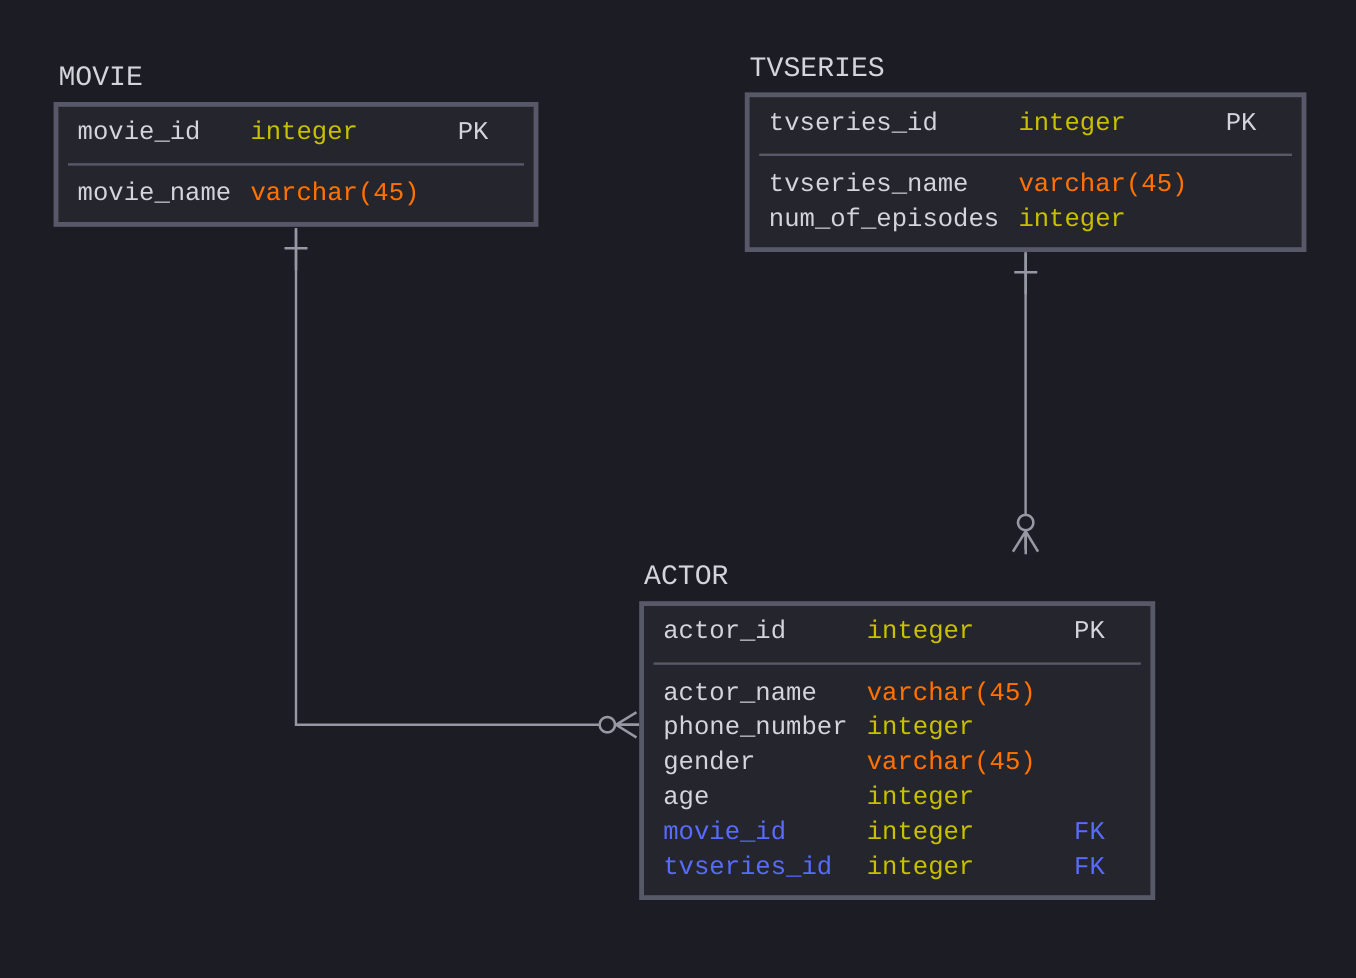 MOVIE
movie_id integer PK
movie_name varchar(45)
TVSERIES
tvseries_id integer PK
tvseries_name varchar(45)
num_of_episodes integer
ACTOR
actor_id integer PK
actor_name varchar(45)
phone_number integer
gender varchar(45)
age integer
movie_id integer FK
tvseries_id integer FK